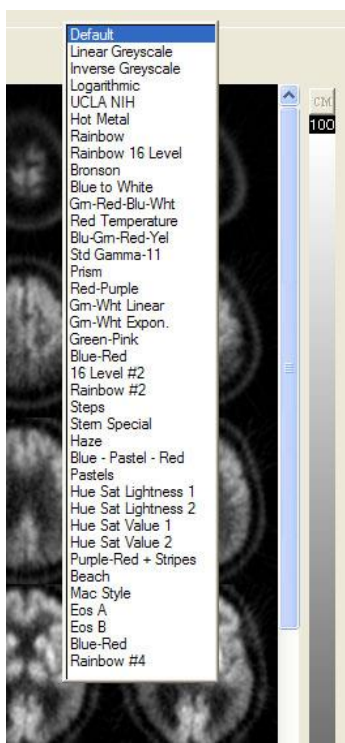 Default
Linear Greyscale
Inverse Greyscale
Logarithmic
UCLA NIH
Hot Metal
Rainbow
Rainbow 16 Level
Bronson
Blue to White
Grn-Red-Blu-Wht
Red Temperature
Blu-Grn-Red-Yel
Std Gamma-11
Prism
Red-Purple
Grn-Wht Linear
Grn-Wht Expon.
Green-Pink
Blue-Red
16 Level #2
Rainbow #2
Steps
Stern Special
Haze
Blue - Pastel - Red
Pastels
Hue Sat Lightness 1
Hue Sat Lightness 2
Hue Sat Value 1
Hue Sat Value 2
Purple-Red + Stripes
Beach
Mac Style
Eos A
Eos B
Blue-Red
Rainbow #4
CM
100